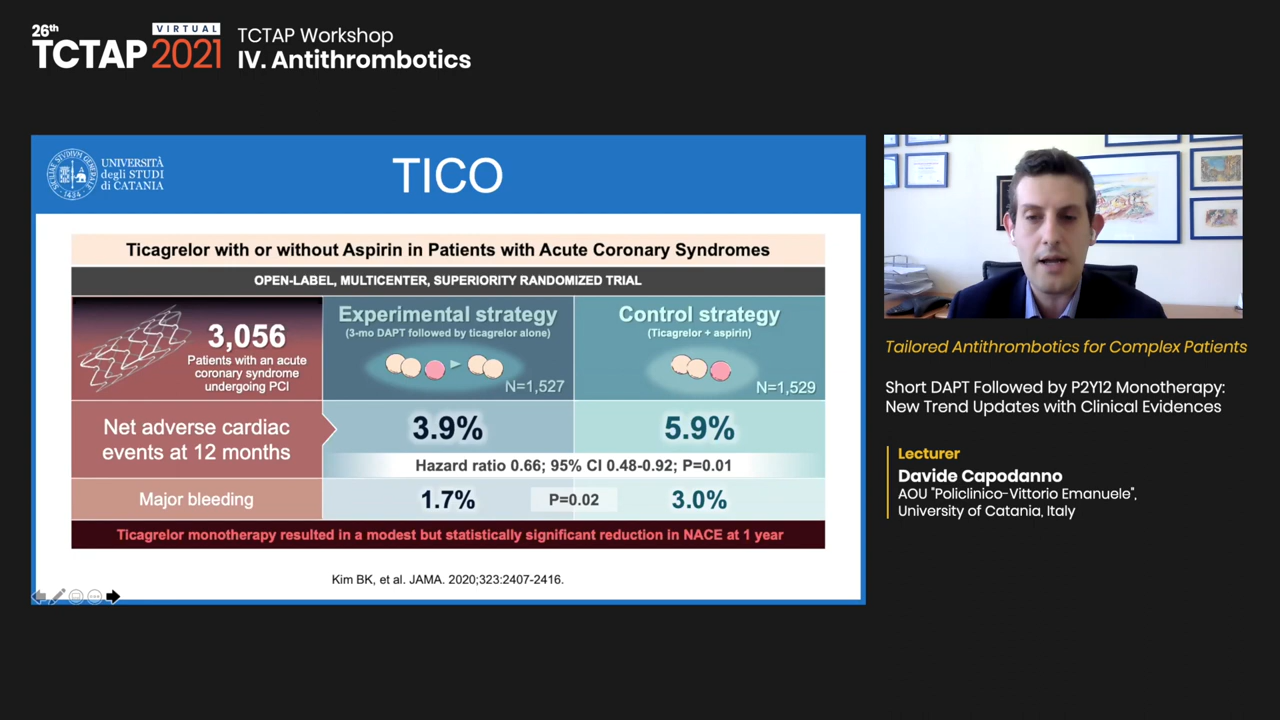 26th
VIRTUAL
TCTAP 2021
TCTAP Workshop
IV. Antithrombotics
UNIVERSITÀ
degli STUDI
di CATANIA
TICO
Ticagrelor with or without Aspirin in Patients with Acute Coronary Syndromes
OPEN-LABEL, MULTICENTER, SUPERIORITY RANDOMIZED TRIAL
3,056
Patients with an acute
coronary syndrome
undergoing PCI
Experimental strategy
(3-mo DAPT followed by ticagrelor alone)
N=1,527
Control strategy
(Ticagrelor + aspirin)
N=1,529
Net adverse cardiac
events at 12 months
3.9%
5.9%
Hazard ratio 0.66; 95% CI 0.48-0.92; P=0.01
Major bleeding
1.7%
P=0.02
3.0%
Ticagrelor monotherapy resulted in a modest but statistically significant reduction in NACE at 1 year
Kim BK, et al. JAMA. 2020;323:2407-2416.
Tailored Antithrombotics for Complex Patients
Short DAPT Followed by P2Y12 Monotherapy:
New Trend Updates with Clinical Evidences
Lecturer
Davide Capodanno
AOU "Policlinico-Vittorio Emanuele",
University of Catania, Italy